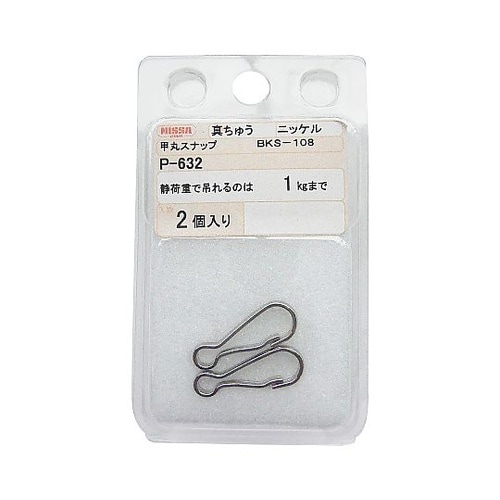 NISSA 真ちゅう ニッケル
甲丸スナップ BKS-108
P-632
静荷重で吊れるのは 1kgまで
2個入り